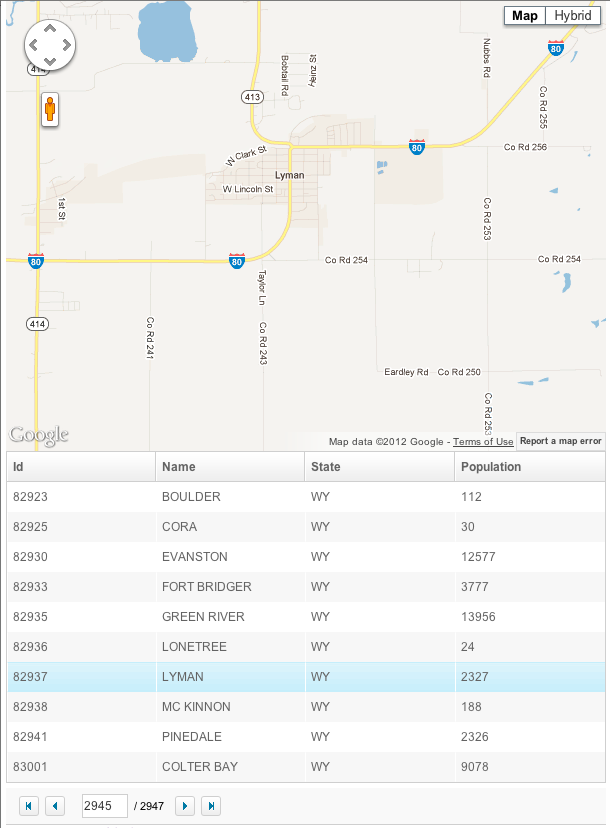 Map Hybrid
414
80
Nubbs Rd
Bobtail Rd
413
Co Rd 255
80
Co Rd 256
W Clark St
Lyman
W Lincoln St
1st St
Co Rd 253
80
80
Co Rd 254
Co Rd 254
Taylor Ln
414
Co Rd 241
Co Rd 243
Eardley Rd Co Rd 250
Co Rd 253
Google
Map data ©2012 Google - Terms of Use Report a map error
Id Name State Population
82923 BOULDER WY 112
82925 CORA WY 30
82930 EVANSTON WY 12577
82933 FORT BRIDGER WY 3777
82935 GREEN RIVER WY 13956
82936 LONETREE WY 24
82937 LYMAN WY 2327
82938 MC KINNON WY 188
82941 PINEDALE WY 2326
83001 COLTER BAY WY 9078
2945 / 2947